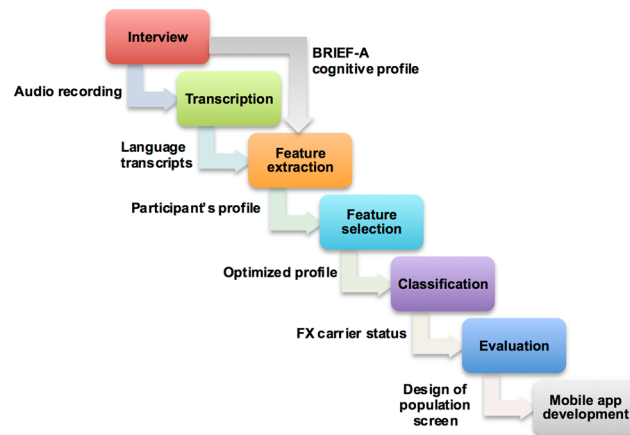 Interview
BRIEF-A
cognitive profile
Audio recording
Transcription
Language
transcripts
Feature
extraction
Participant's profile
Feature
selection
Optimized profile
Classification
FX carrier status
Evaluation
Design of
population
screen
Mobile app
development